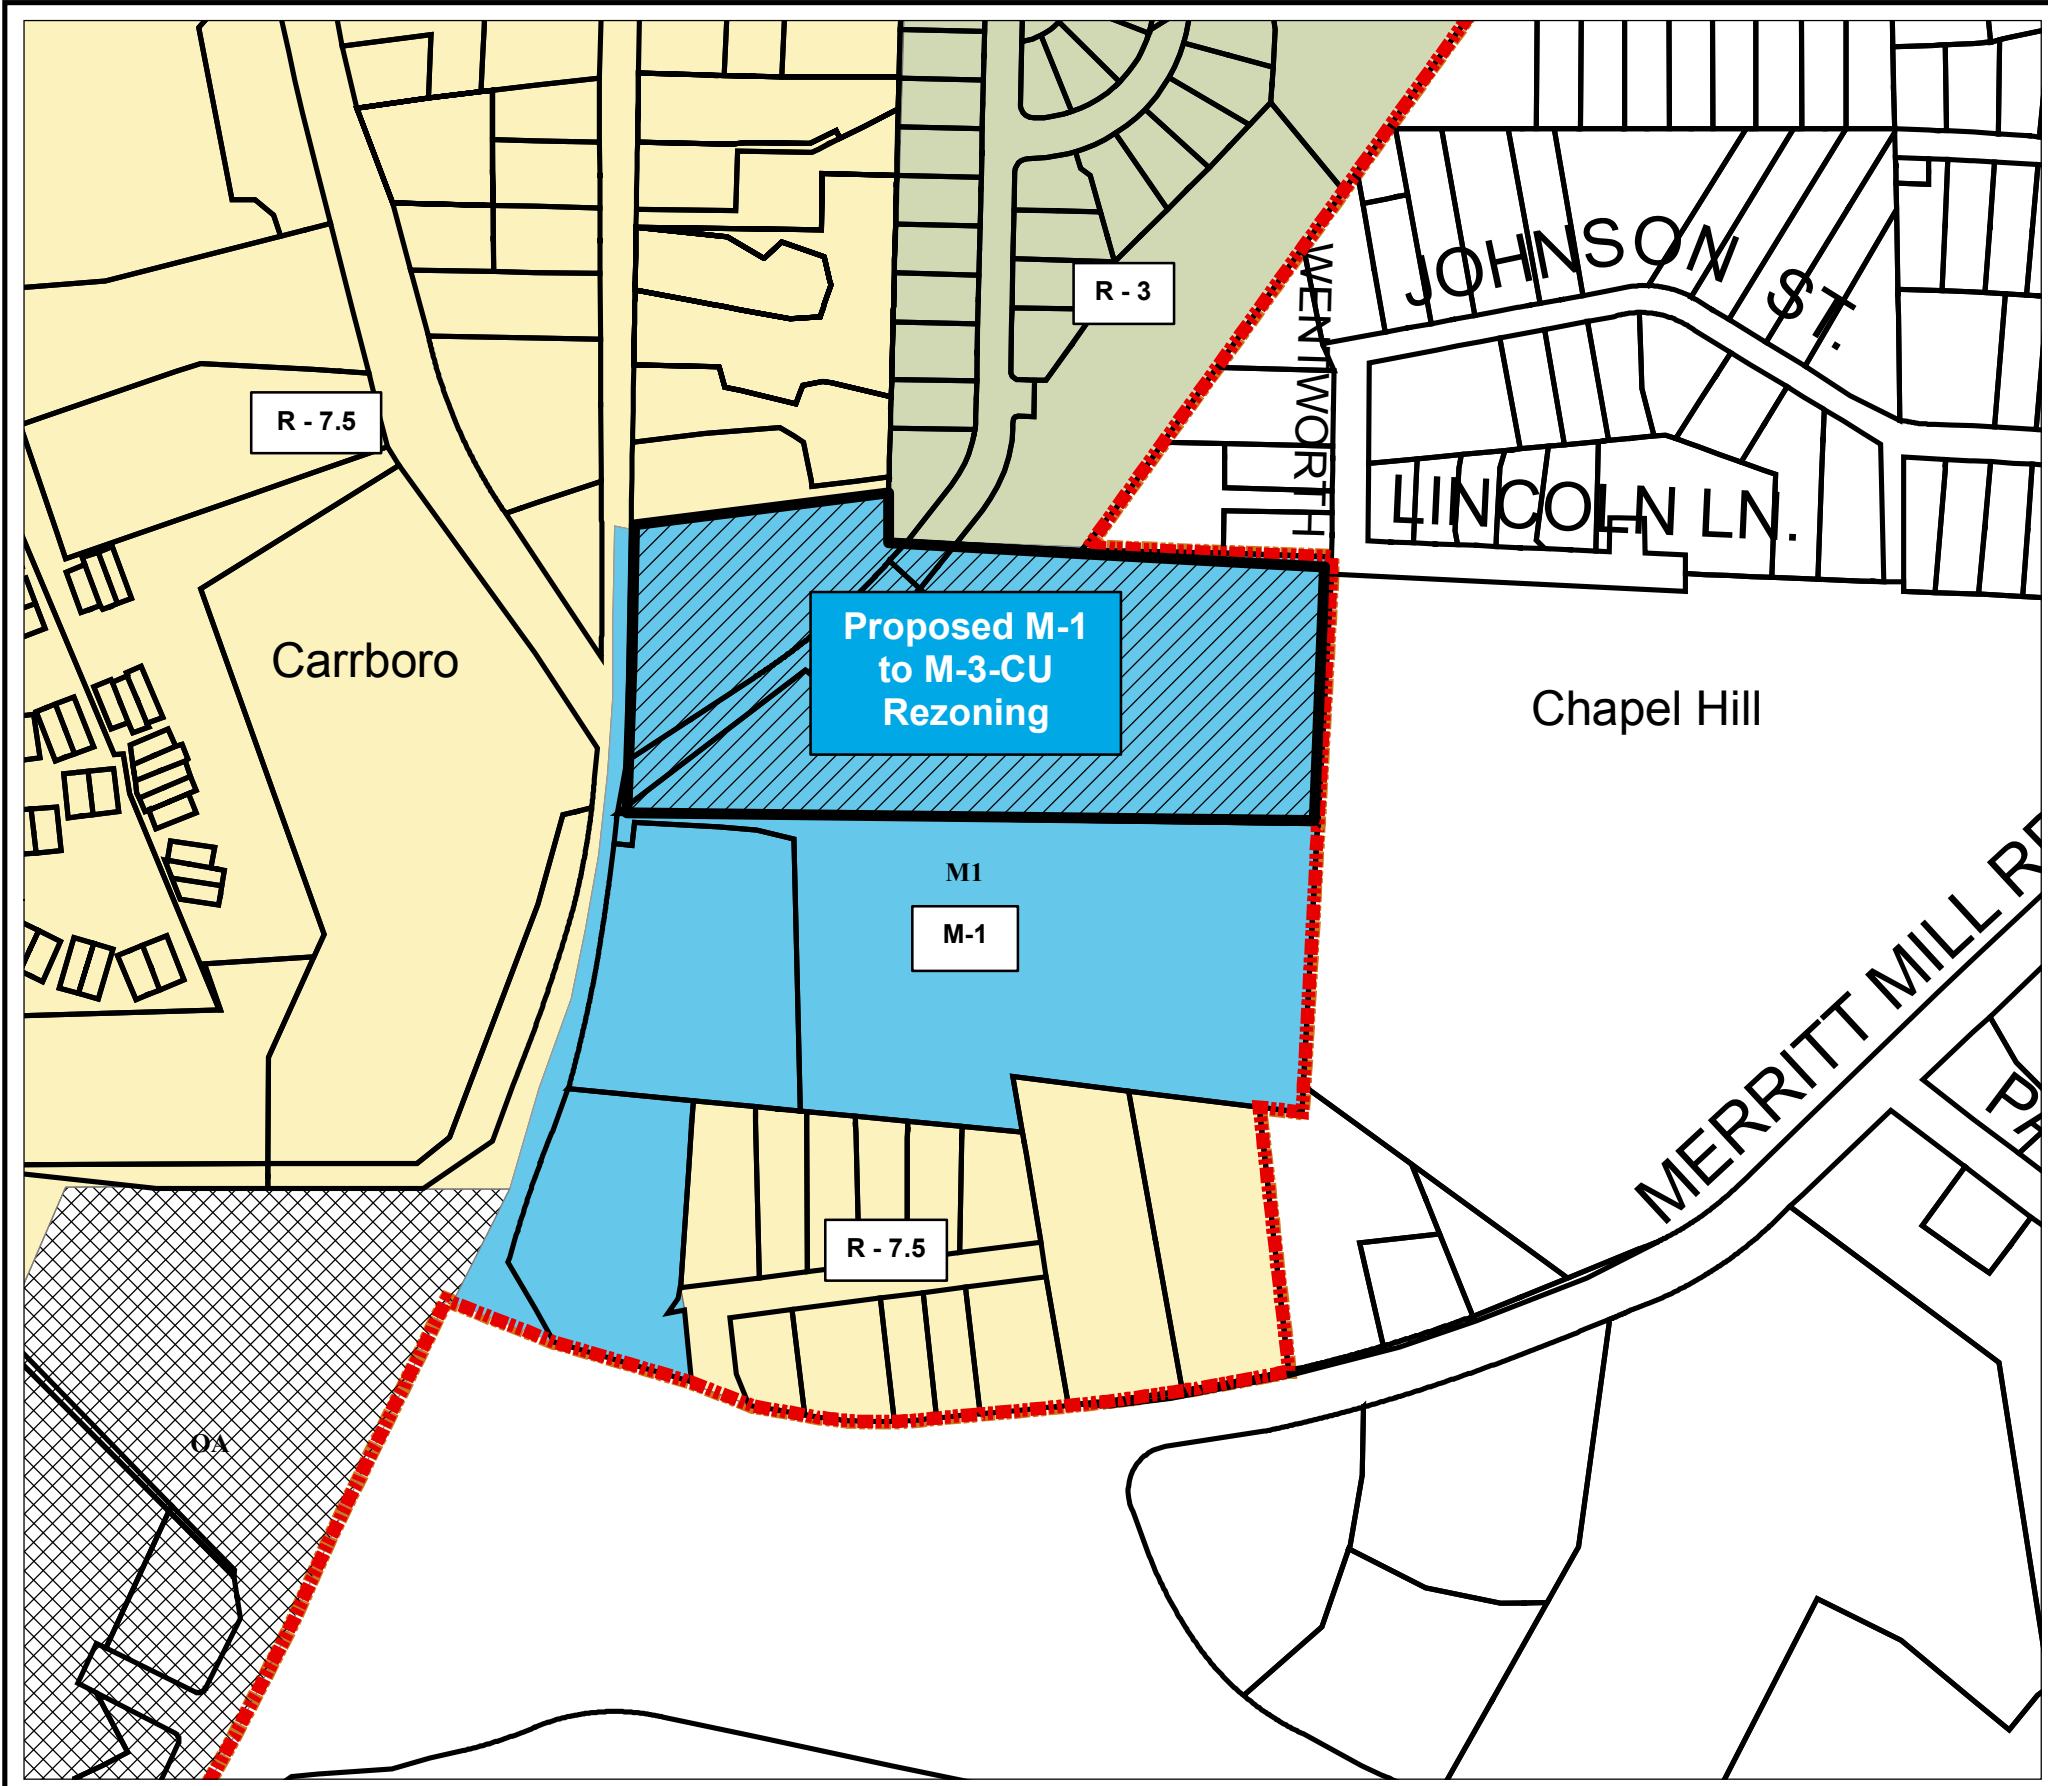 JOHNSON ST.
WENTWORTH
R - 3
R - 7.5
LINCOLN LN.
Proposed M-1
to M-3-CU
Rezoning
Carrboro
Chapel Hill
M1
M-1
MERRITT MILL
R - 7.5
OA